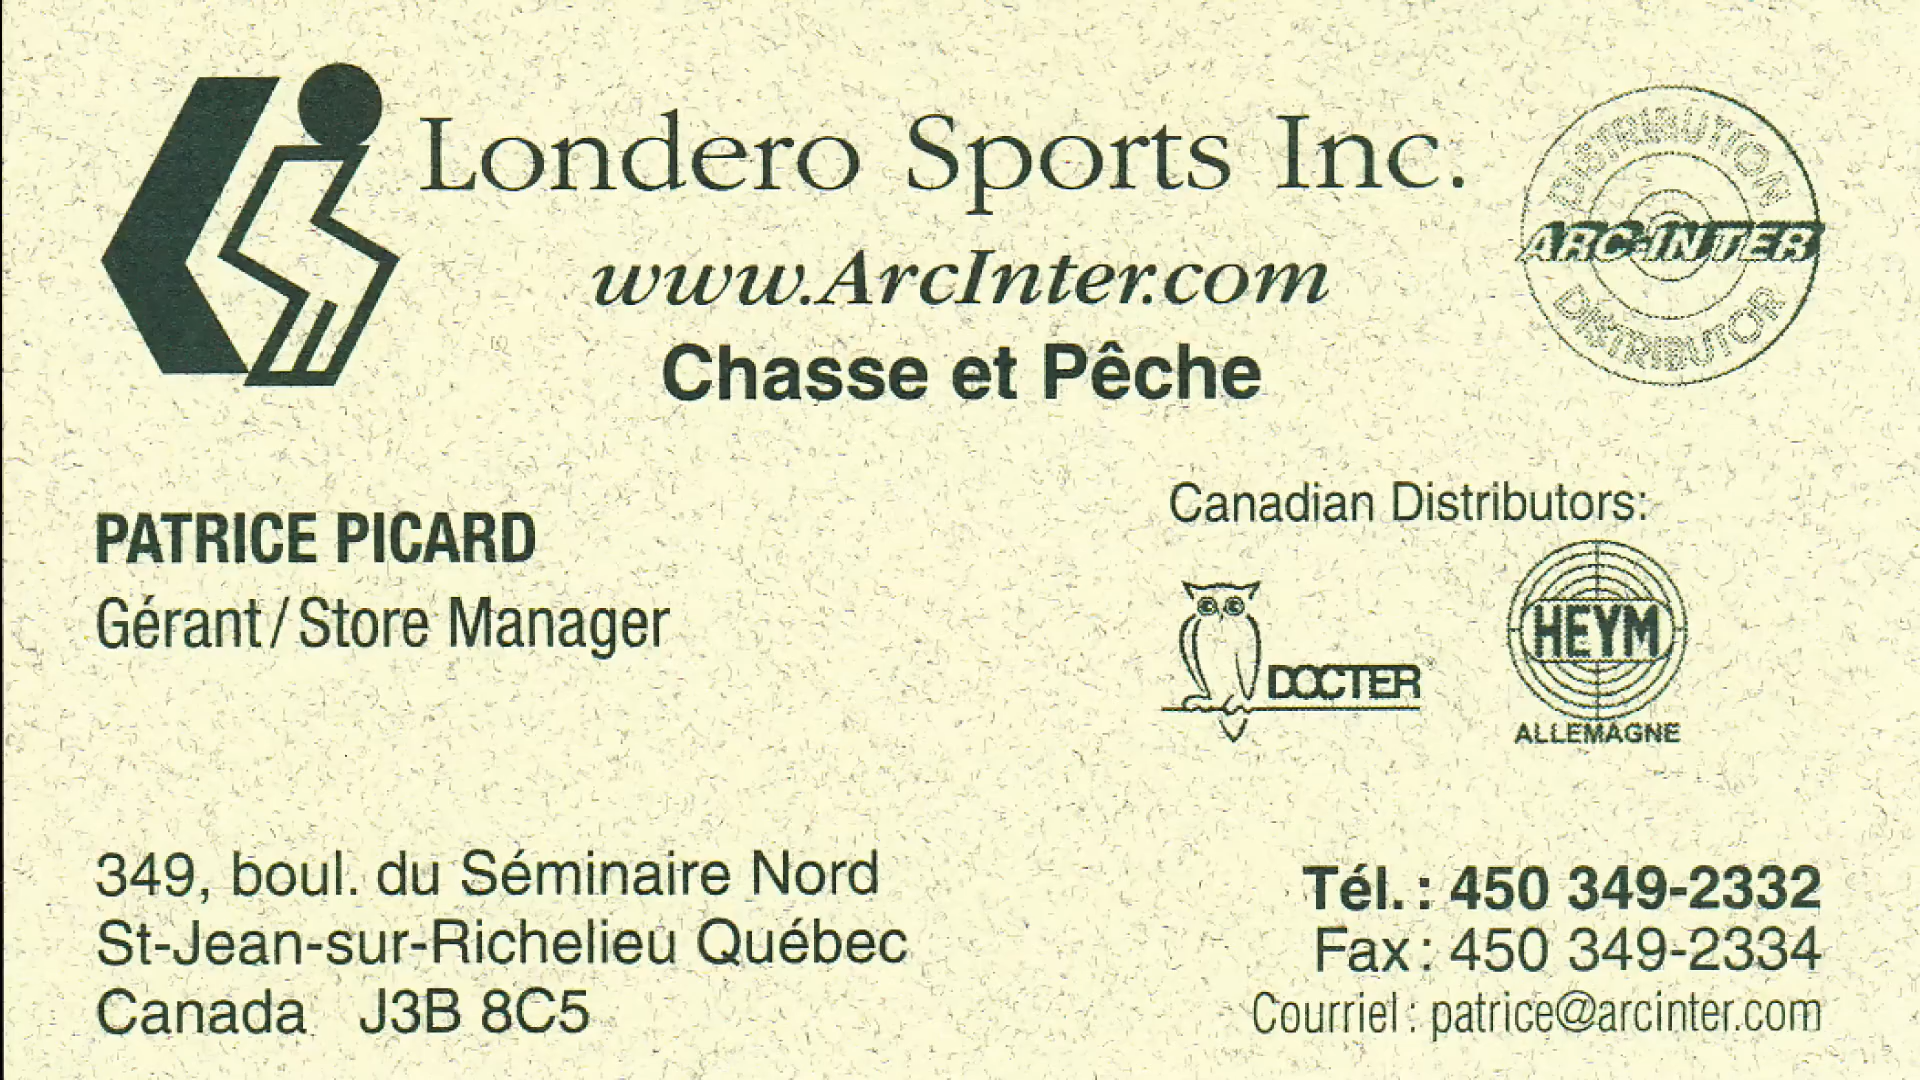 Londero Sports Inc.
www.ArcInter.com
Chasse et Pêche
DISTRIBUTION
ARC-INTER
DISTRIBUTOR
PATRICE PICARD
Gérant / Store Manager
Canadian Distributors:
DOCTER
HEYM
ALLEMAGNE
349, boul. du Séminaire Nord
St-Jean-sur-Richelieu Québec
Canada J3B 8C5
Tél. : 450 349-2332
Fax : 450 349-2334
Courriel : patrice@arcinter.com